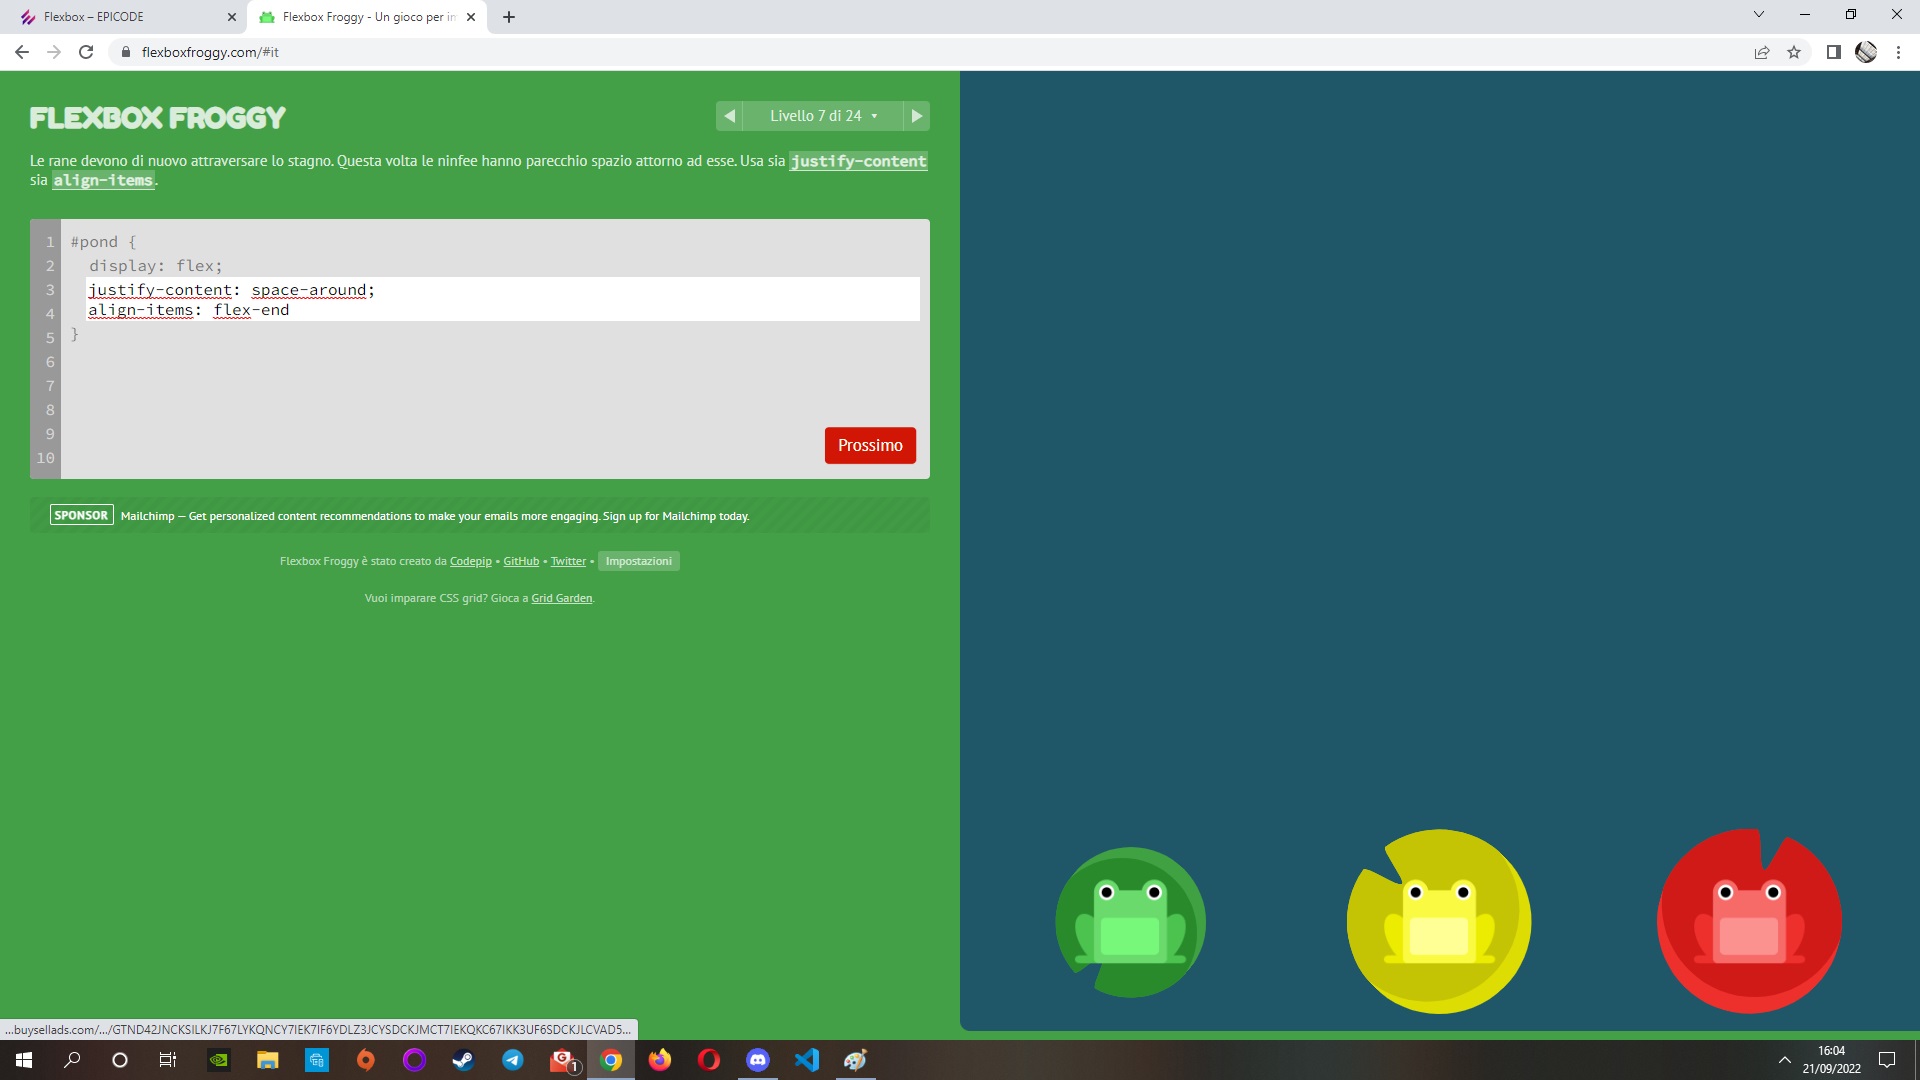 Flexbox – EPICODE
Flexbox Froggy - Un gioco per im
flexboxfroggy.com/#it
FLEXBOX FROGGY
Livello 7 di 24
Le rane devono di nuovo attraversare lo stagno. Questa volta le ninfee hanno parecchio spazio attorno ad esse. Usa sia justify-content
sia align-items.
1 #pond {
2 display: flex;
3 justify-content: space-around;
4 align-items: flex-end
5 }
6
7
8
9
10
Prossimo
SPONSOR Mailchimp — Get personalized content recommendations to make your emails more engaging. Sign up for Mailchimp today.
Flexbox Froggy è stato creato da Codepip • GitHub • Twitter • Impostazioni
Vuoi imparare CSS grid? Gioca a Grid Garden.
...buysellads.com/.../GTND42JNCKSILKJ7F67LYKQNCY7IEK7IF6YDLZ3JCYSDCKJMCT7IEKQKC67IKK3UF6SDCKJLCVAD5...
G
1
16:04
21/09/2022